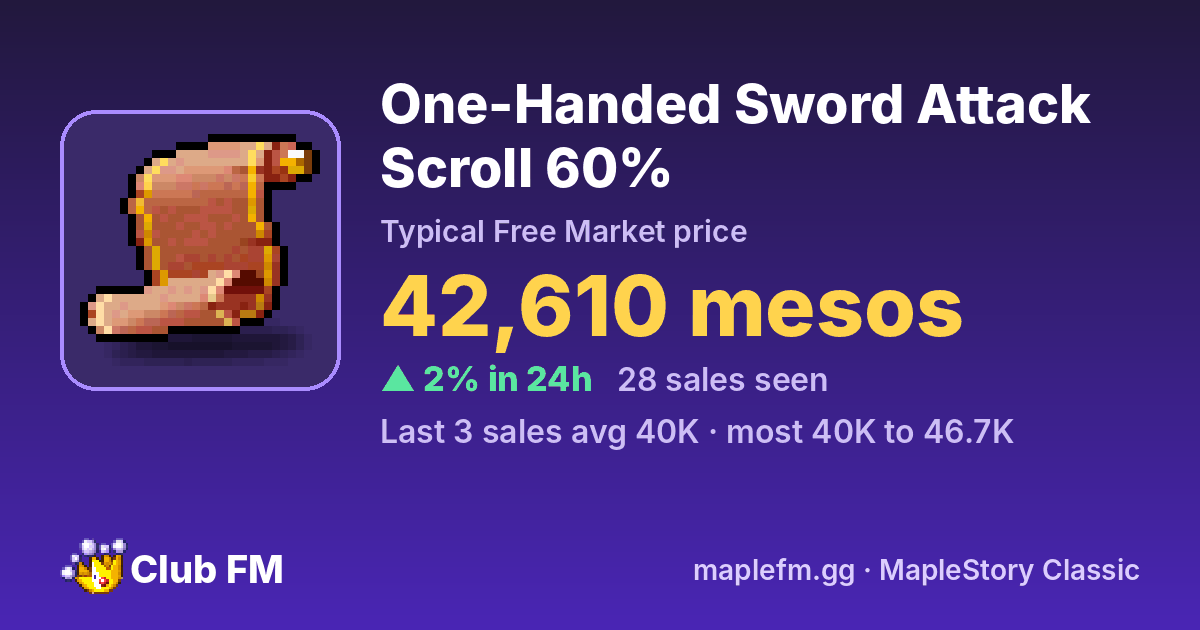 One-Handed Sword Attack
Scroll 60%
Typical Free Market price
42,610 mesos
▲ 2% in 24h 28 sales seen
Last 3 sales avg 40K · most 40K to 46.7K
Club FM
maplefm.gg · MapleStory Classic